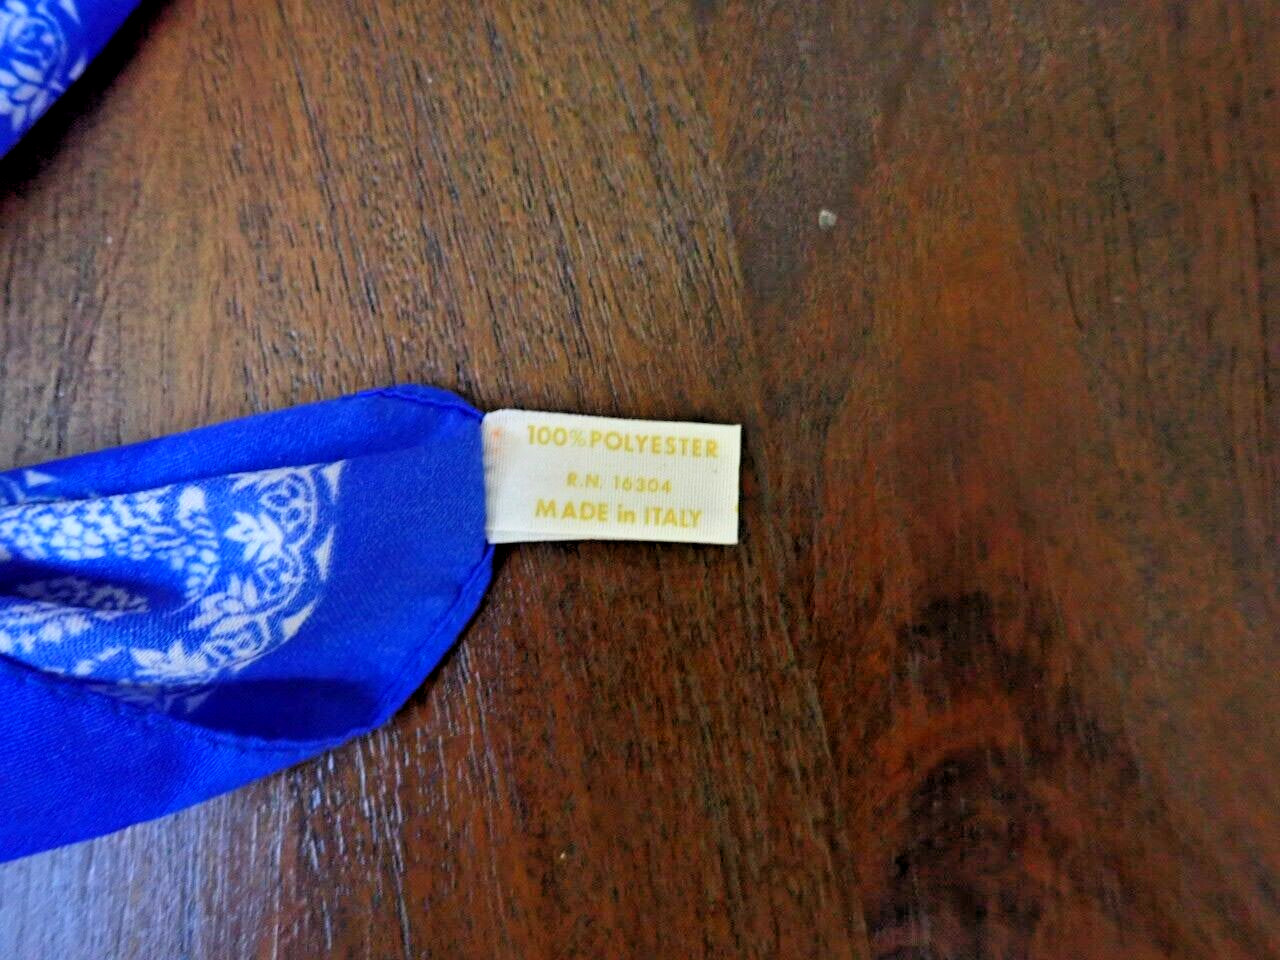 100%POLYESTER
R.N. 16304
MADE in ITALY